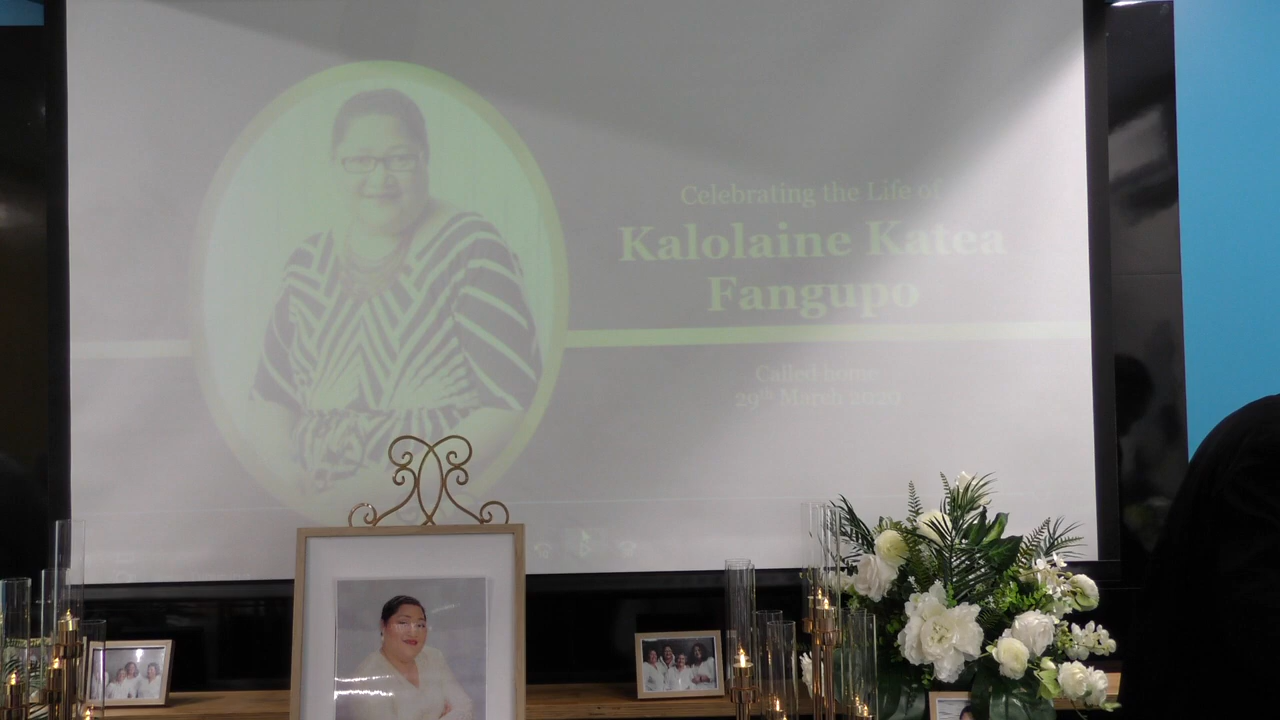 Celebrating the Life of
Kalolaine Katea
Fangupo
Called home
29th March 2020